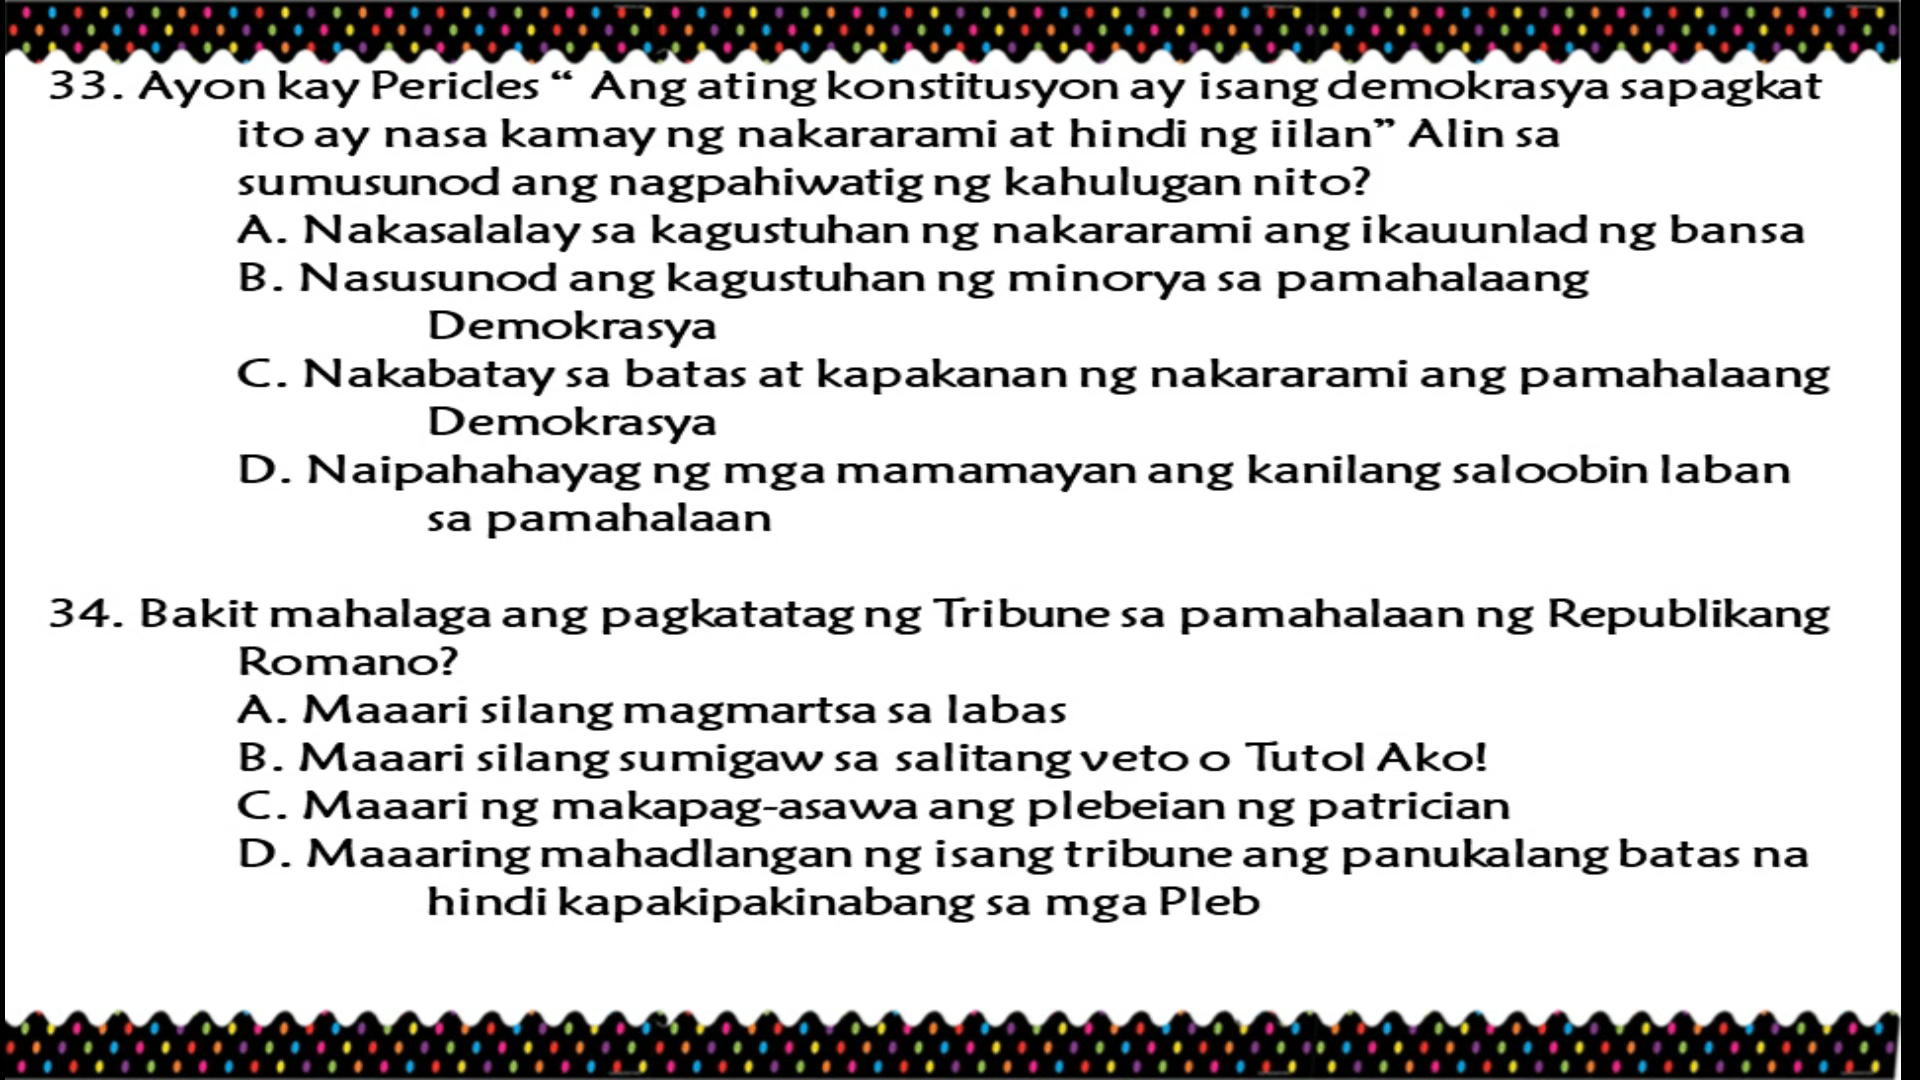 33. Ayon kay Pericles “ Ang ating konstitusyon ay isang demokrasya sapagkat
ito ay nasa kamay ng nakararami at hindi ng iilan” Alin sa
sumusunod ang nagpahiwatig ng kahulugan nito?
A. Nakasalalay sa kagustuhan ng nakararami ang ikauunlad ng bansa
B. Nasusunod ang kagustuhan ng minorya sa pamahalaang
Demokrasya
C. Nakabatay sa batas at kapakanan ng nakararami ang pamahalaang
Demokrasya
D. Naipahahayag ng mga mamamayan ang kanilang saloobin laban
sa pamahalaan
34. Bakit mahalaga ang pagkatatag ng Tribune sa pamahalaan ng Republikang
Romano?
A. Maaari silang magmartsa sa labas
B. Maaari silang sumigaw sa salitang veto o Tutol Ako!
C. Maaari ng makapag-asawa ang plebeian ng patrician
D. Maaaring mahadlangan ng isang tribune ang panukalang batas na
hindi kapakipakinabang sa mga Pleb